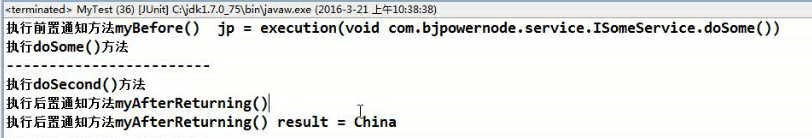 <terminated> MyTest (36) [JUnit] C:\jdk1.7.0_75\bin\javaw.exe (2016-3-21 上午10:38:38)
执行前置通知方法myBefore()  jp = execution(void com.bjpowernode.service.ISomeService.doSome())
执行doSome()方法
------------------------
执行doSecond()方法
执行后置通知方法myAfterReturning()
执行后置通知方法myAfterReturning() result = China